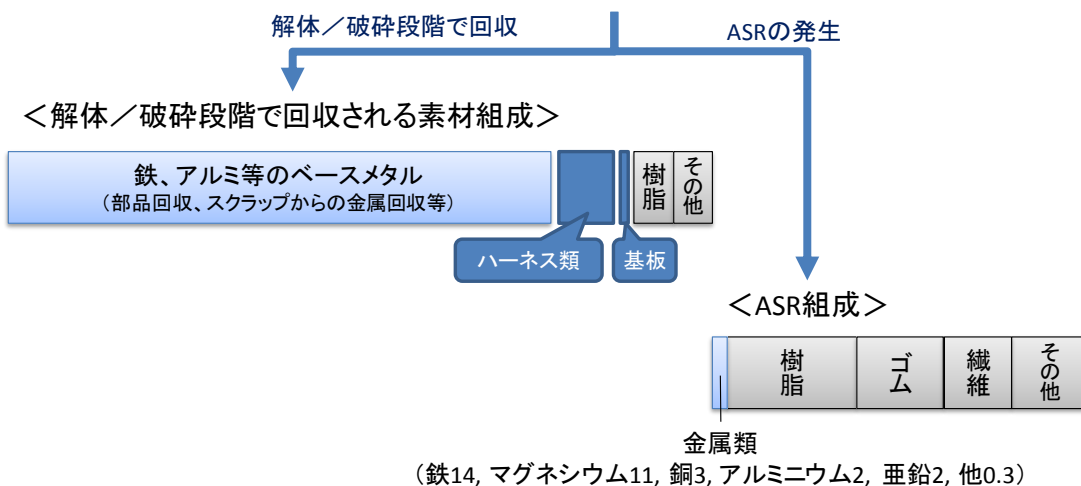 解体／破砕段階で回収
ASRの発生
＜解体／破砕段階で回収される素材組成＞
鉄、アルミ等のベースメタル
（部品回収、スクラップからの金属回収等）
樹脂
その他
ハーネス類
基板
＜ASR組成＞
樹脂
ゴム
繊維
その他
金属類
（鉄14, マグネシウム11, 銅3, アルミニウム2, 亜鉛2, 他0.3）